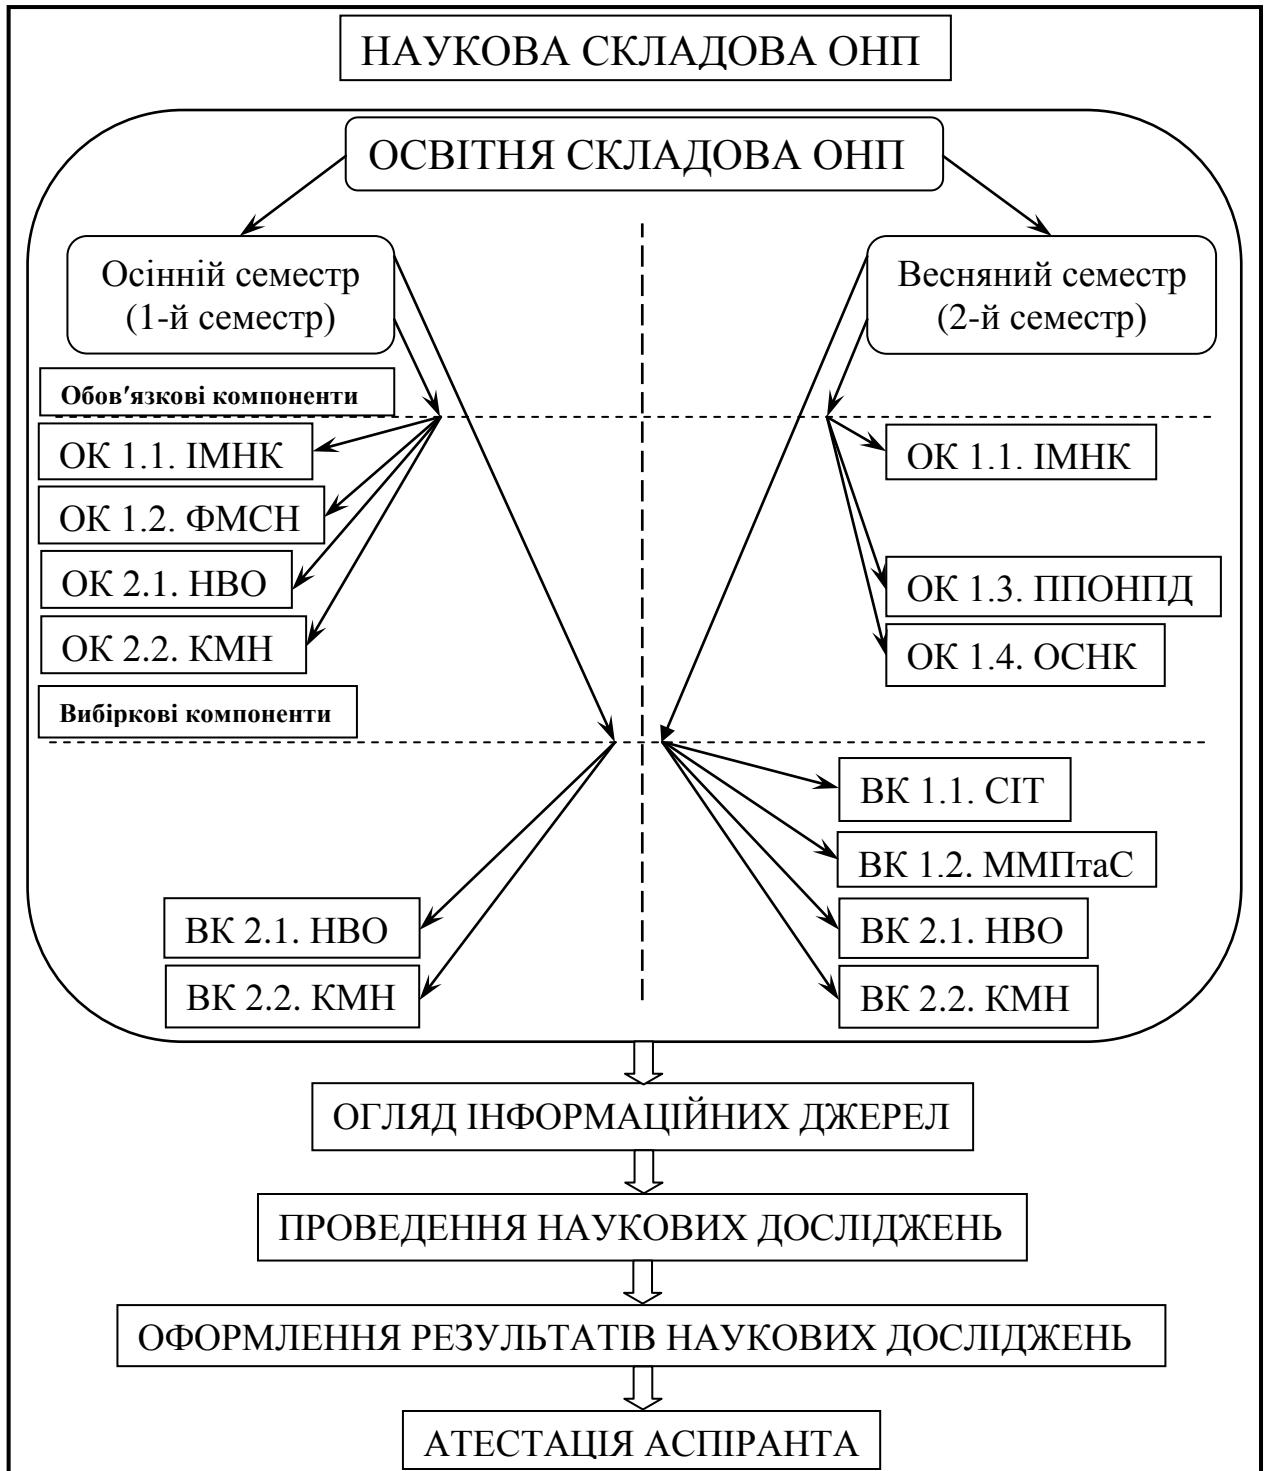 НАУКОВА СКЛАДОВА ОНП
ОСВІТНЯ СКЛАДОВА ОНП
Осінній семестр
(1-й семестр)
Весняний семестр
(2-й семестр)
Обов'язкові компоненти
ОК 1.1. ІМНК
ОК 1.2. ФМСН
ОК 2.1. НВО
ОК 2.2. КМН
ОК 1.1. ІМНК
ОК 1.3. ППОНПД
ОК 1.4. ОСНК
Вибіркові компоненти
ВК 2.1. НВО
ВК 2.2. КМН
ВК 1.1. СІТ
ВК 1.2. ММПтаС
ВК 2.1. НВО
ВК 2.2. КМН
ОГЛЯД ІНФОРМАЦІЙНИХ ДЖЕРЕЛ
ПРОВЕДЕННЯ НАУКОВИХ ДОСЛІДЖЕНЬ
ОФОРМЛЕННЯ РЕЗУЛЬТАТІВ НАУКОВИХ ДОСЛІДЖЕНЬ
АТЕСТАЦІЯ АСПІРАНТА